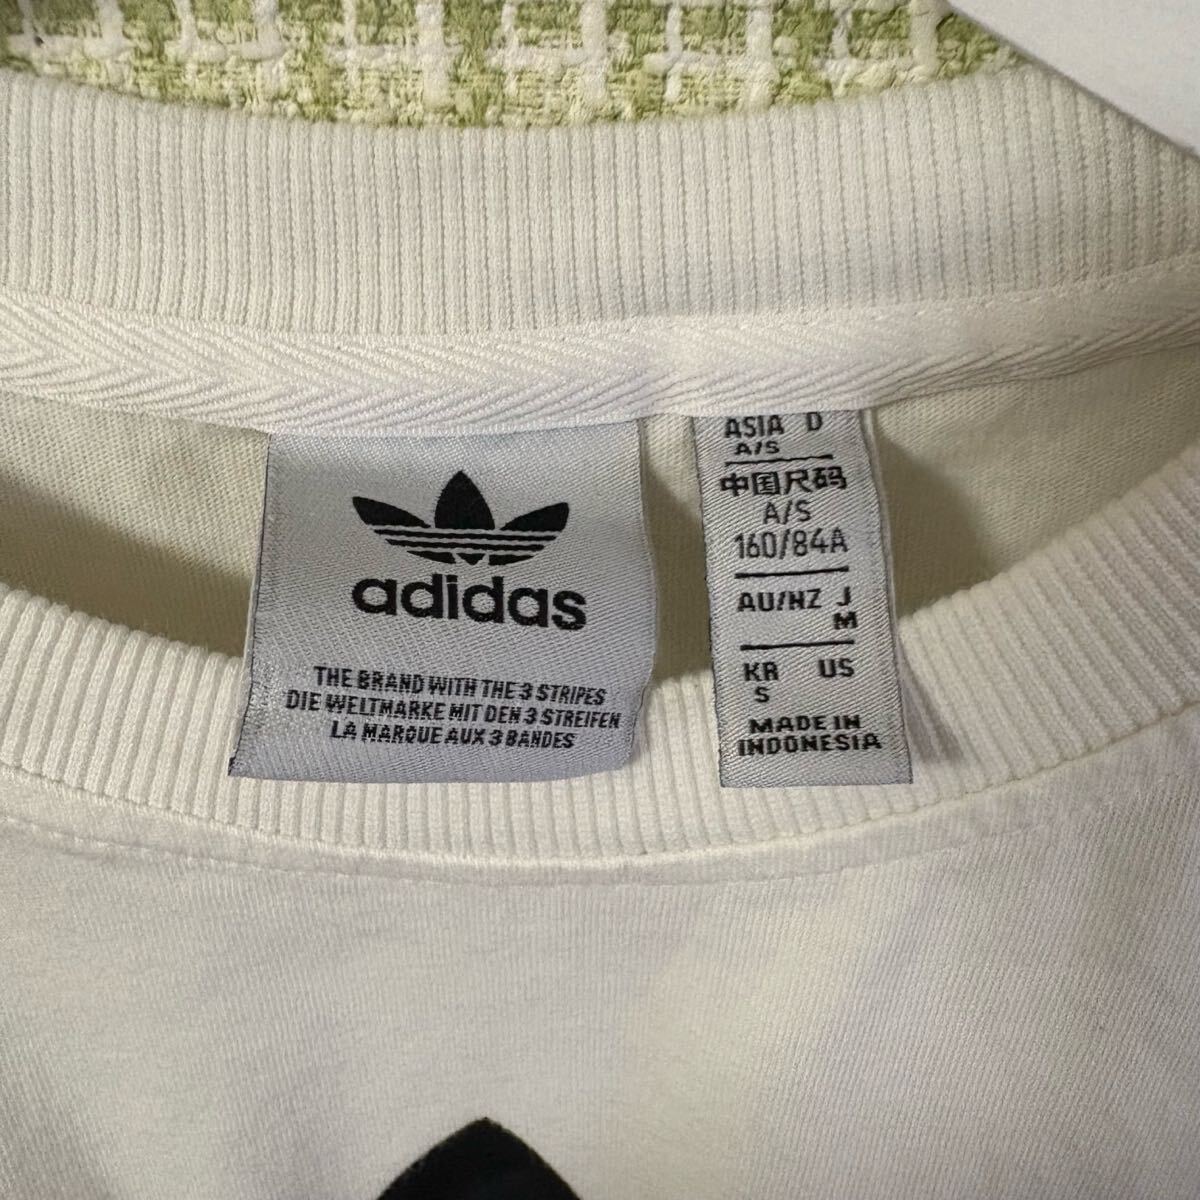 adidas
THE BRAND WITH THE 3 STRIPES
DIE WELTMARKE MIT DEN 3 STREIFEN
LA MARQUE AUX 3 BANDES
ASIA D
A/S
中国尺码
A/S
160/84A
AU/NZ J
M
KR US
S
MADE IN
INDONESIA